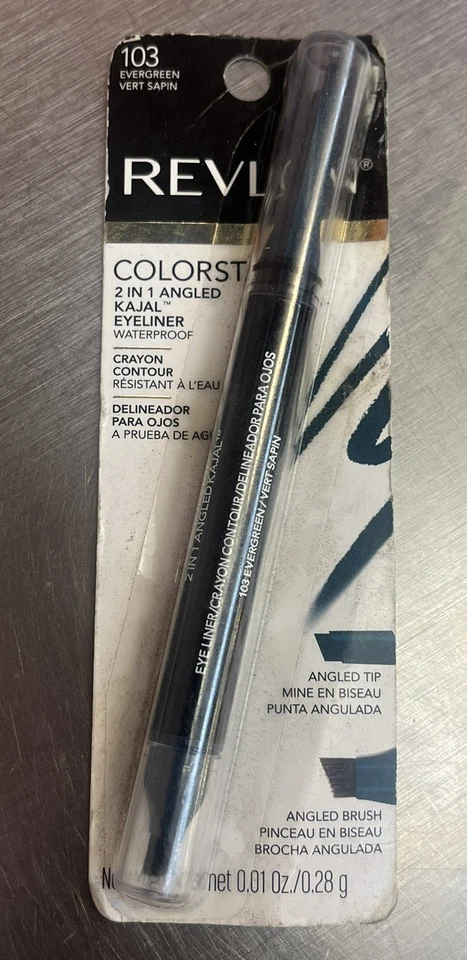 103
EVERGREEN
VERT SAPIN
REVL
®
COLORST
2 IN 1 ANGLED
KAJAL™
EYELINER
WATERPROOF
CRAYON
CONTOUR
RÉSISTANT À L'EAU
DELINEADOR
PARA OJOS
A PRUEBA DE AG
2 IN 1 ANGLED KAJAL™
EYE LINER/CRAYON CONTOUR/DELINEADOR PARA OJOS
103 EVERGREEN / VERT SAPIN
ANGLED TIP
MINE EN BISEAU
PUNTA ANGULADA
ANGLED BRUSH
PINCEAU EN BISEAU
BROCHA ANGULADA
net 0.01 Oz./0.28 g